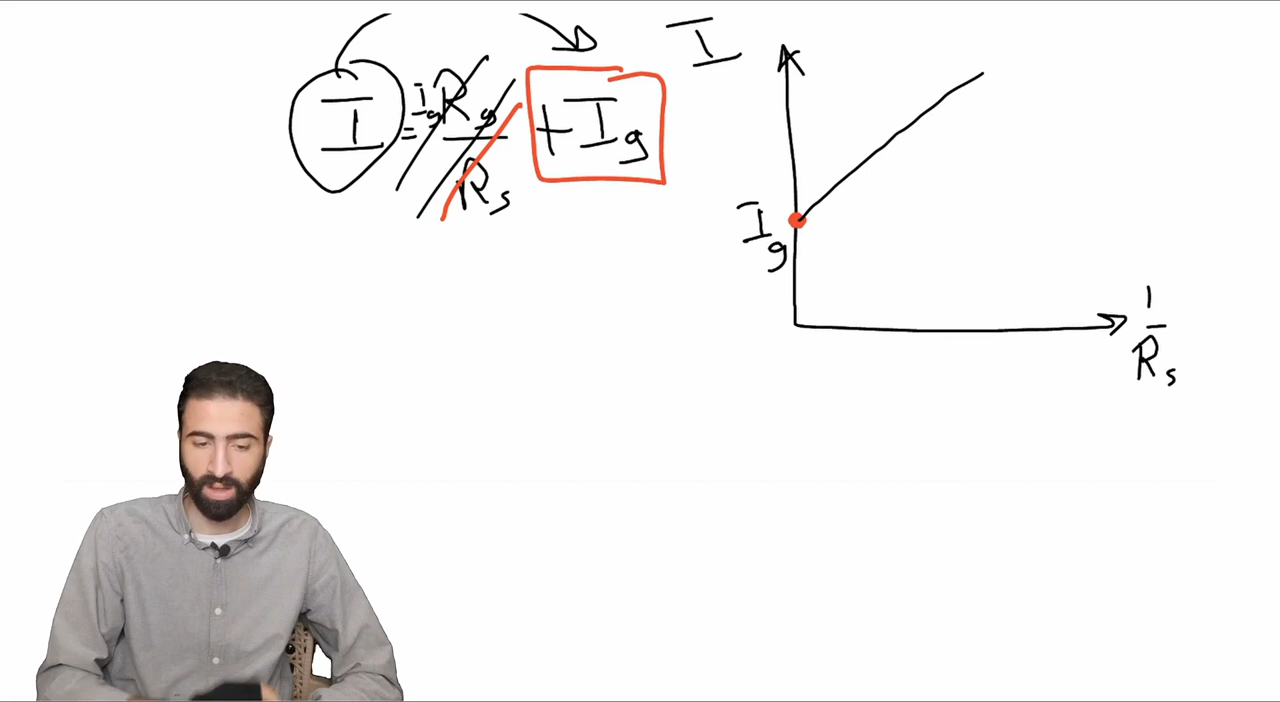 I = IgRg/Rs + Ig
I
Ig
1/Rs